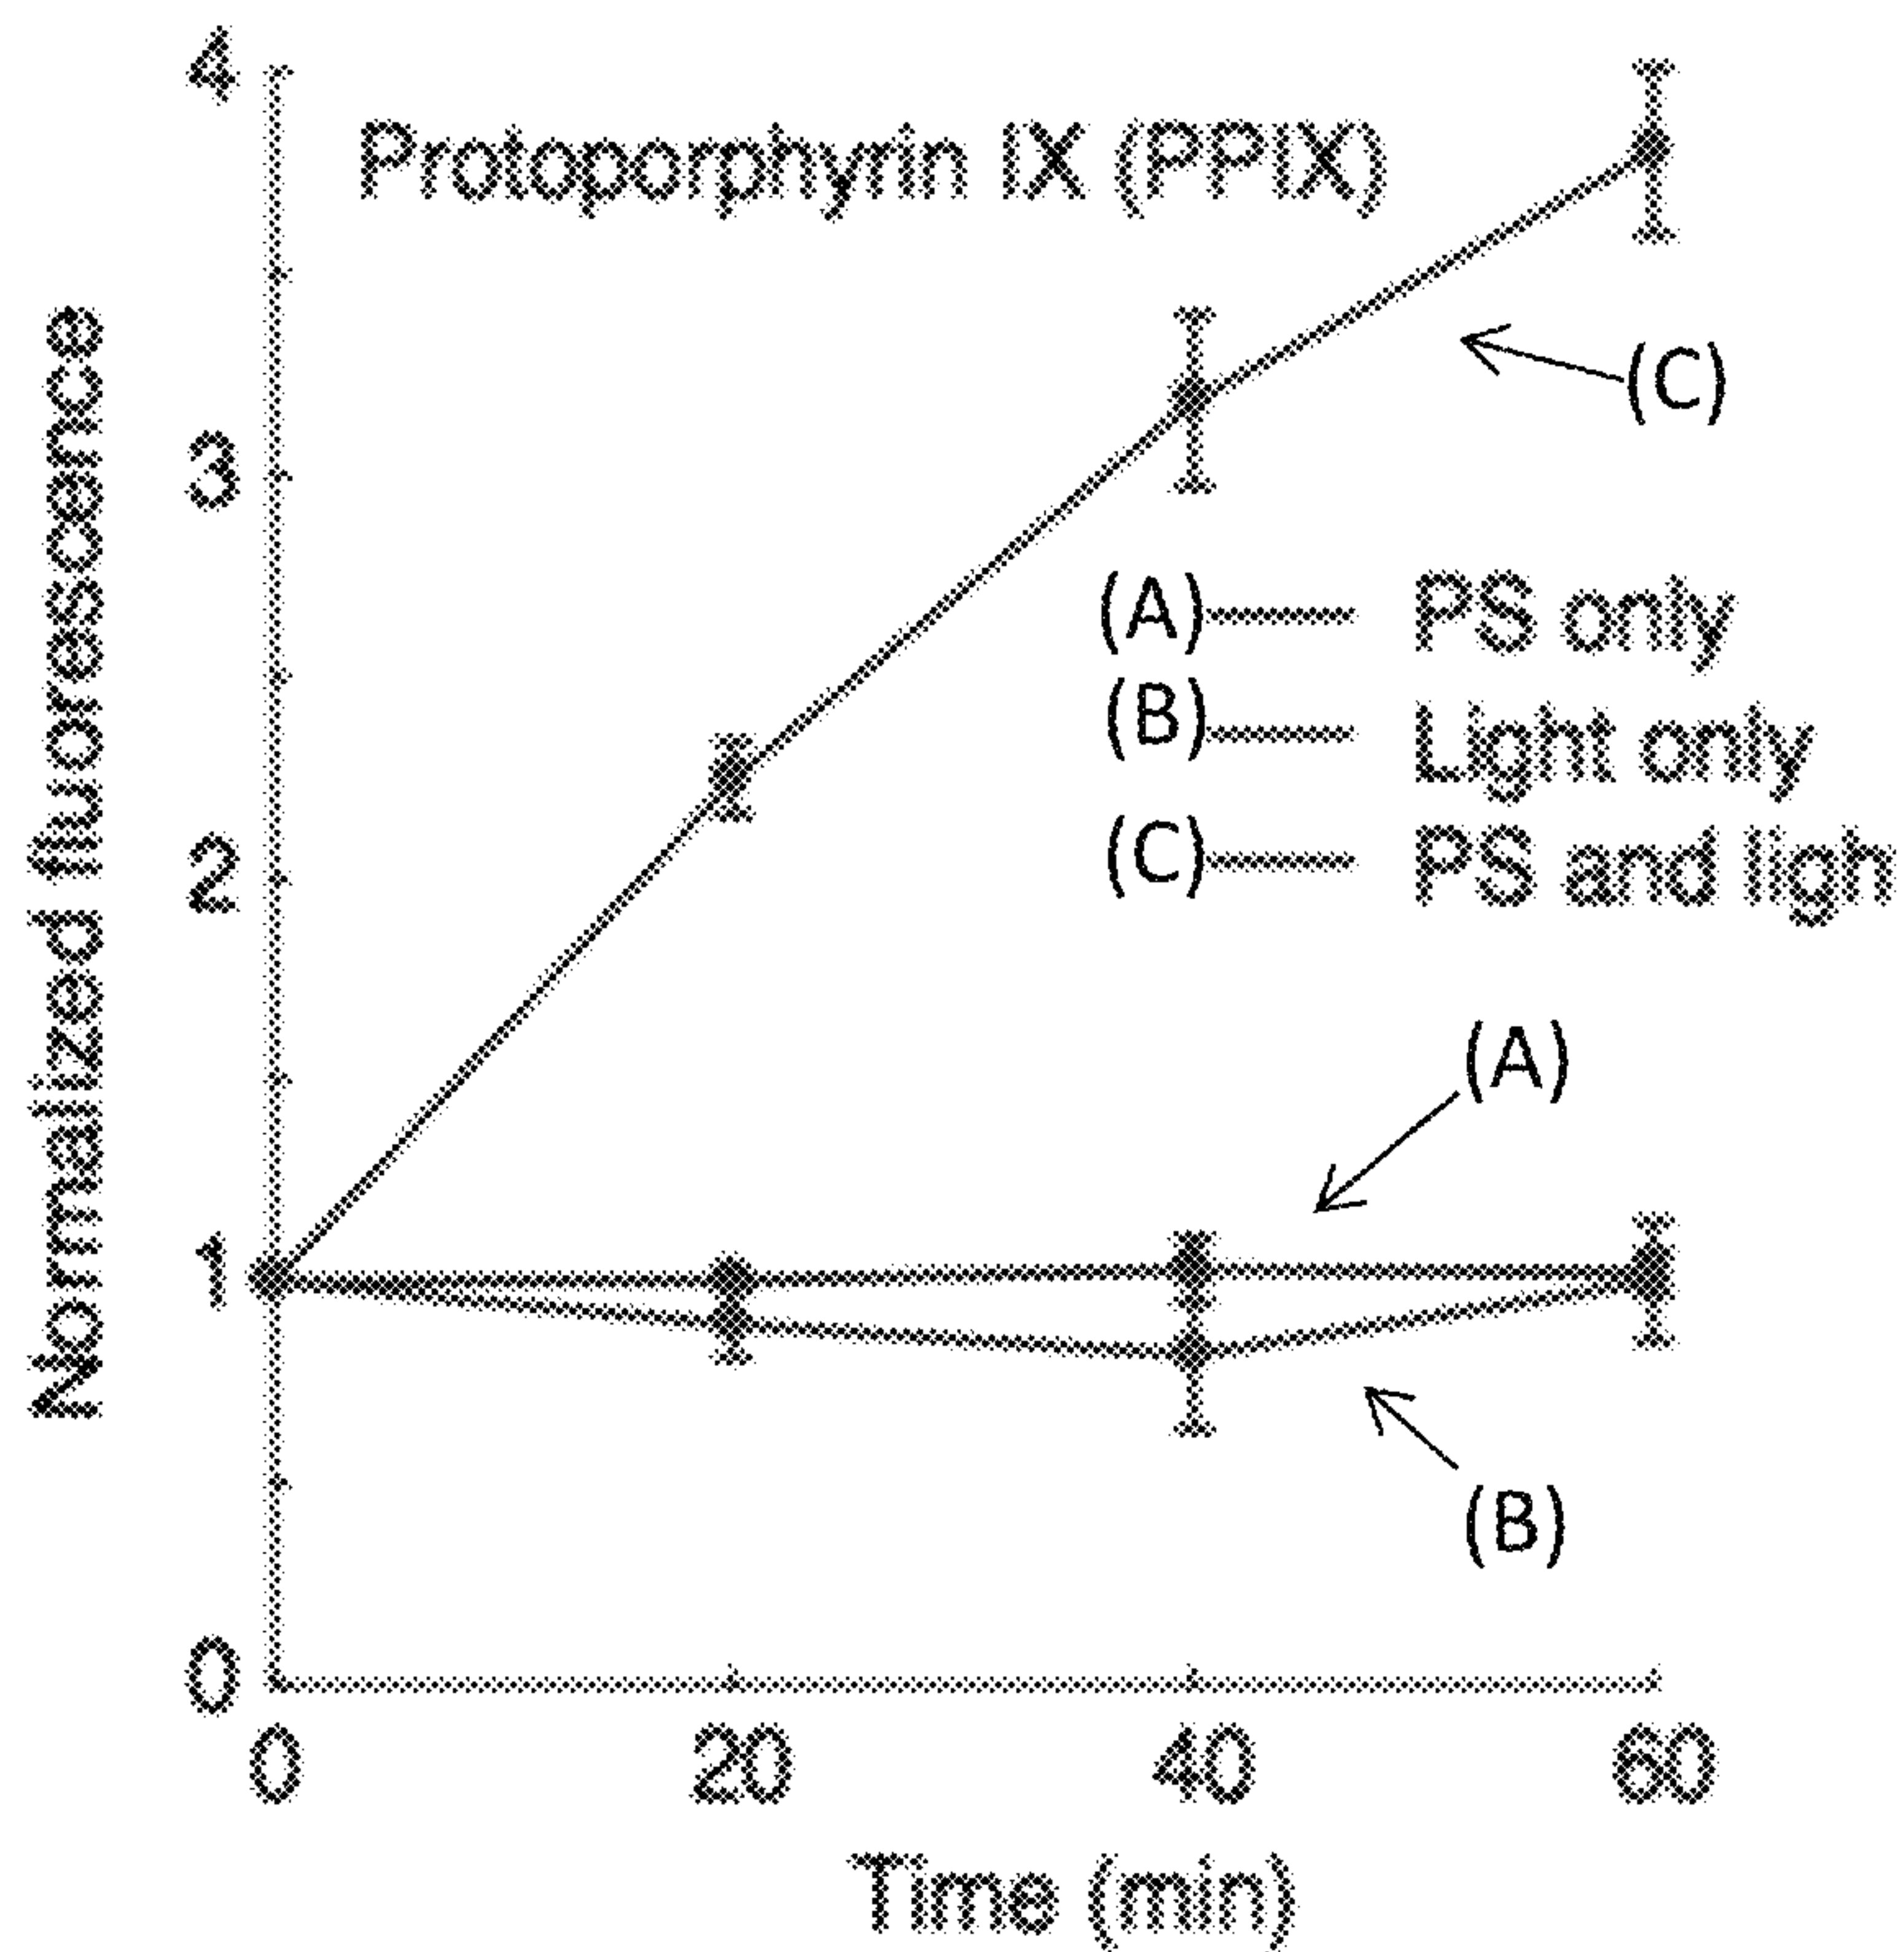 4
Protoporphyrin IX (PPIX)
(C)
3
(A) PS only
(B) Light only
(C) PS and ligh
2
(A)
1
(B)
0
0 20 40 60
Time (min)
Normalized fluorescence